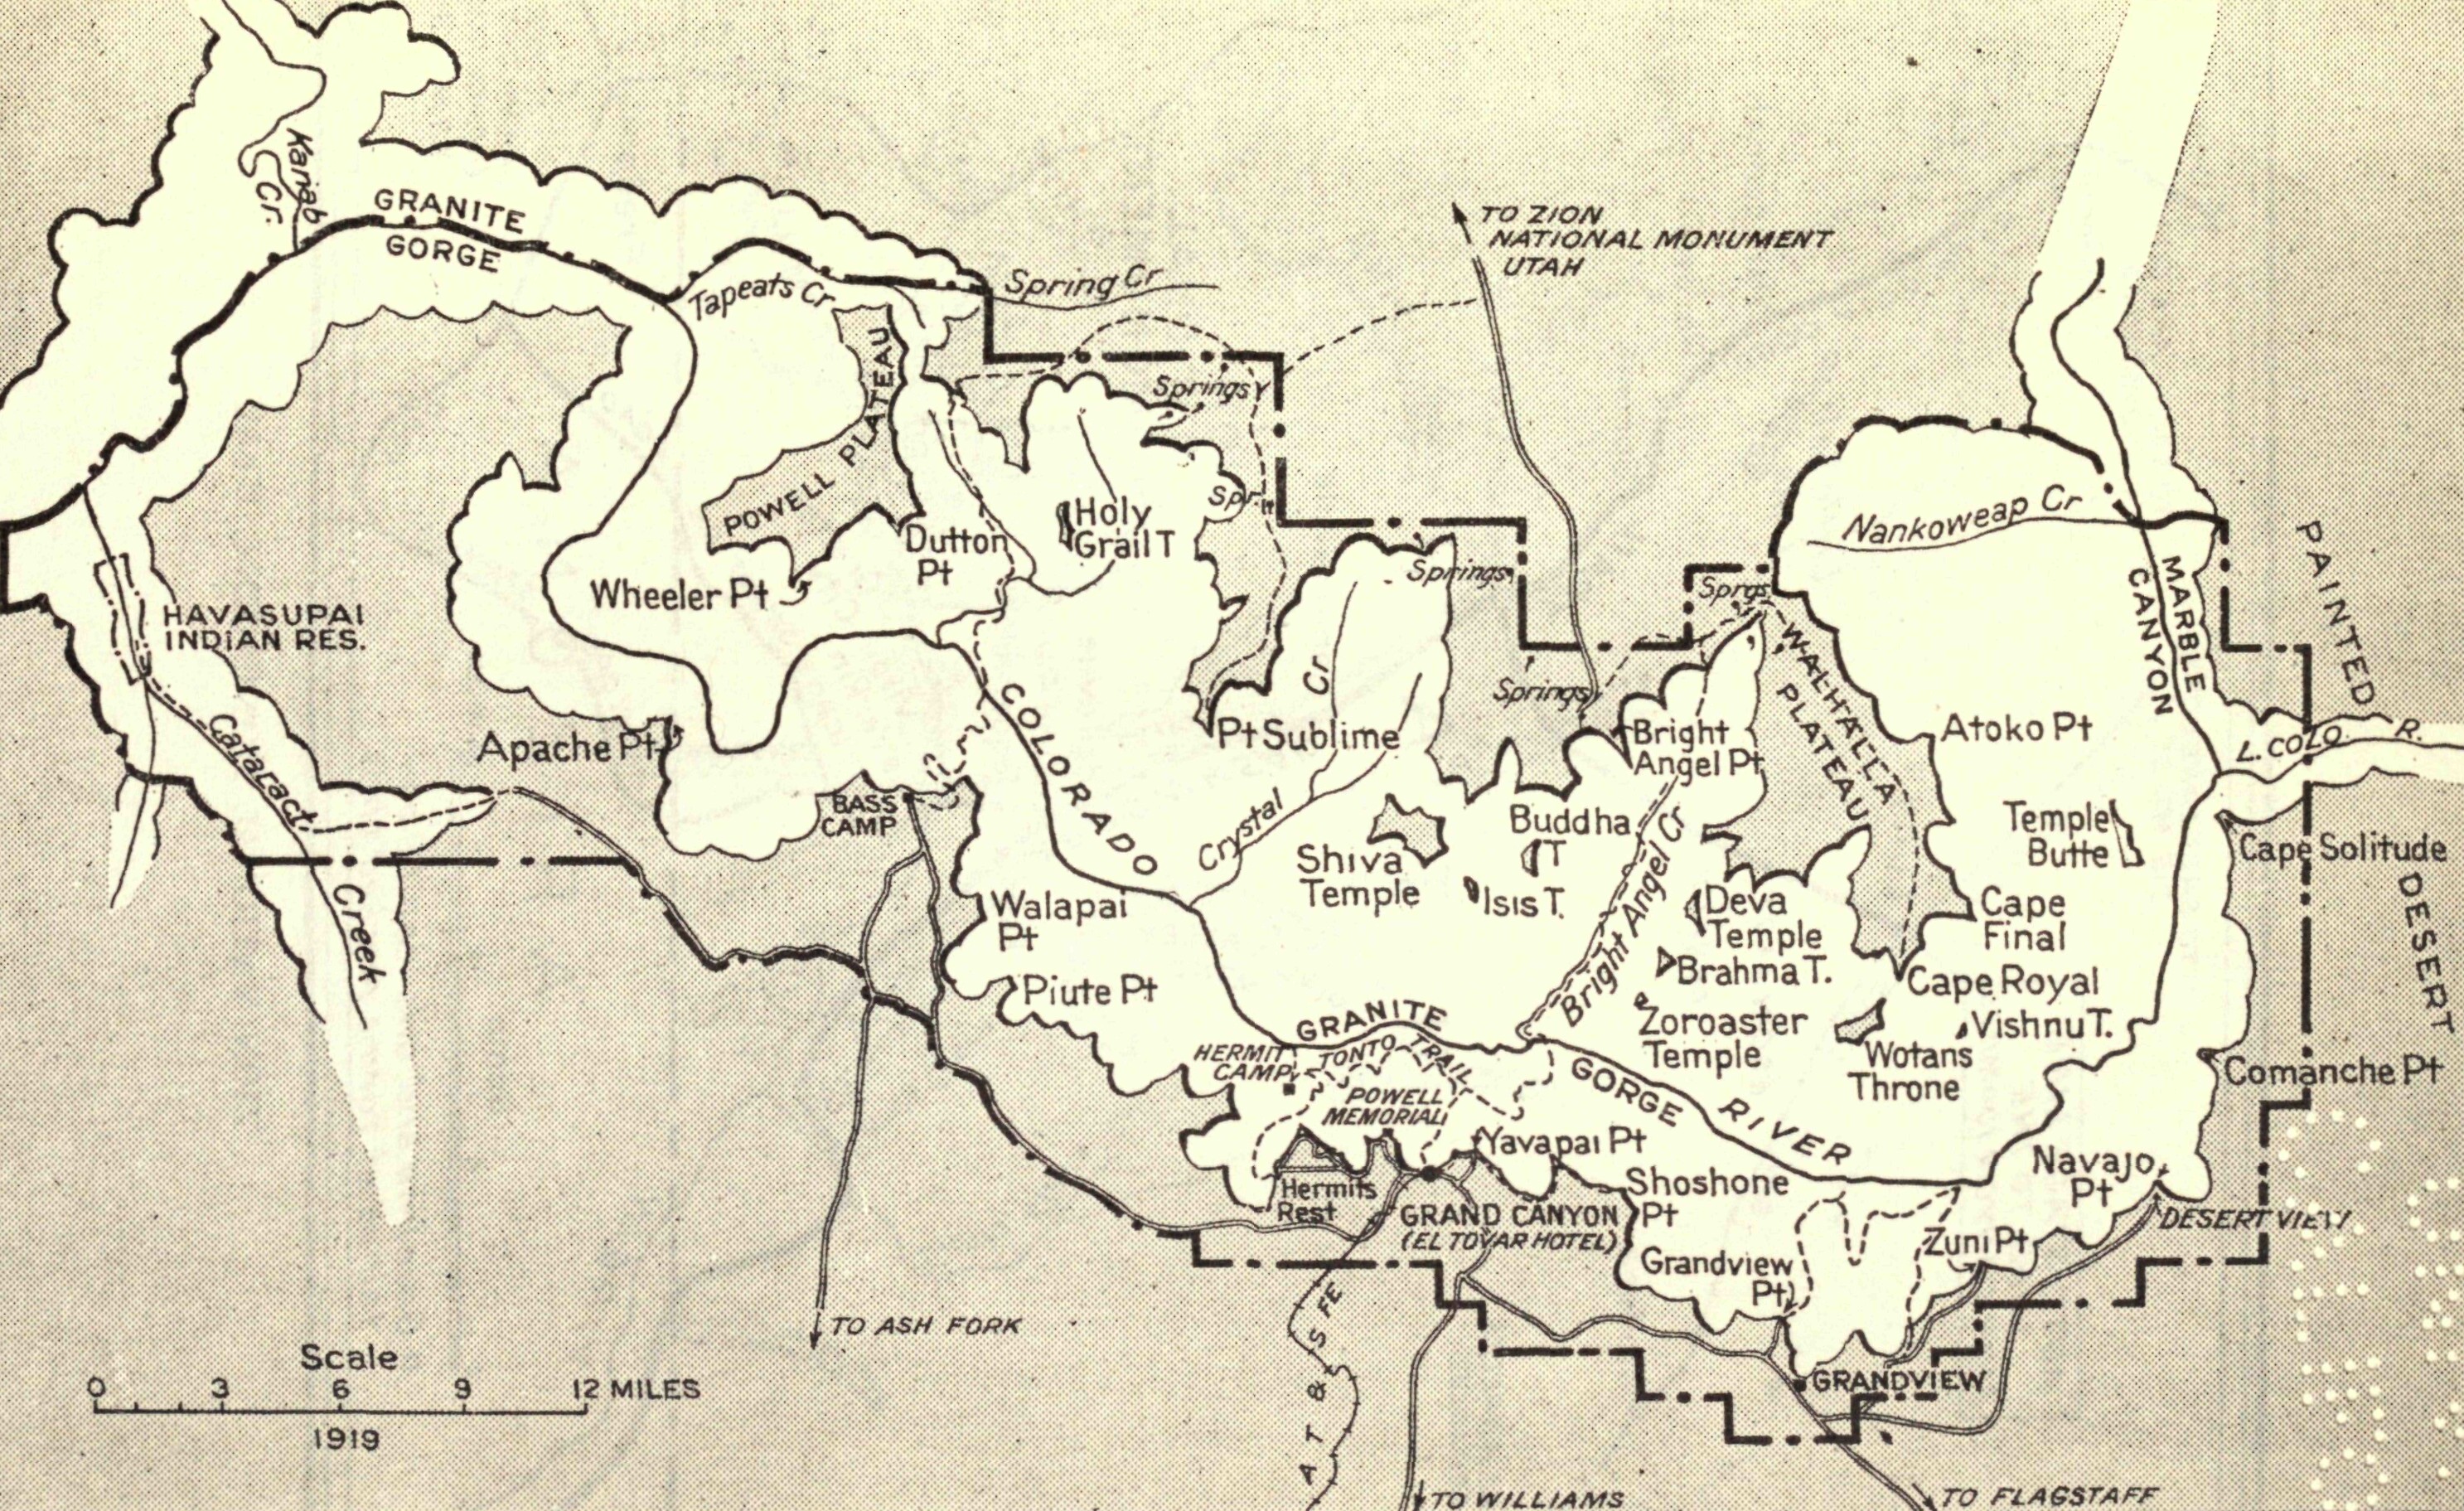 Kanab
Cr.
GRANITE
GORGE
TO ZION
NATIONAL MONUMENT
UTAH
Tapeats Cr
Spring Cr
Springs
Spr.
POWELL PLATEAU
Holy
Grail T
Dutton
Pt
Wheeler Pt
Nankoweap Cr
MARBLE
CANYON
PAINTED
DESERT
Springs
Sprgs.
HAVASUPAI
INDIAN RES.
Cataract
Creek
Apache Pt
BASS
CAMP
COLORADO
Pt Sublime
Crystal
Cr
Springs
Bright
Angel Pt
WALHALLA
PLATEAU
Atoko Pt
L. COLO. R.
Temple
Butte
Cape Solitude
Shiva
Temple
Buddha
T
Isis T.
Bright Angel Cr
Deva
Temple
Brahma T.
Zoroaster
Temple
Cape
Final
Cape Royal
Vishnu T.
Wotans
Throne
Comanche Pt
Walapai
Pt
Piute Pt
GRANITE
GORGE
RIVER
HERMIT
CAMP
TONTO TRAIL
POWELL
MEMORIAL
Yavapai Pt
Hermits
Rest
GRAND CANYON
(EL TOVAR HOTEL)
Shoshone
Pt
Grandview
Pt
Navajo
Pt
DESERT VIEW
Zuni Pt
GRANDVIEW
TO ASH FORK
A T & S FE
TO WILLIAMS
TO FLAGSTAFF
Scale
0 3 6 9 12 MILES
1919